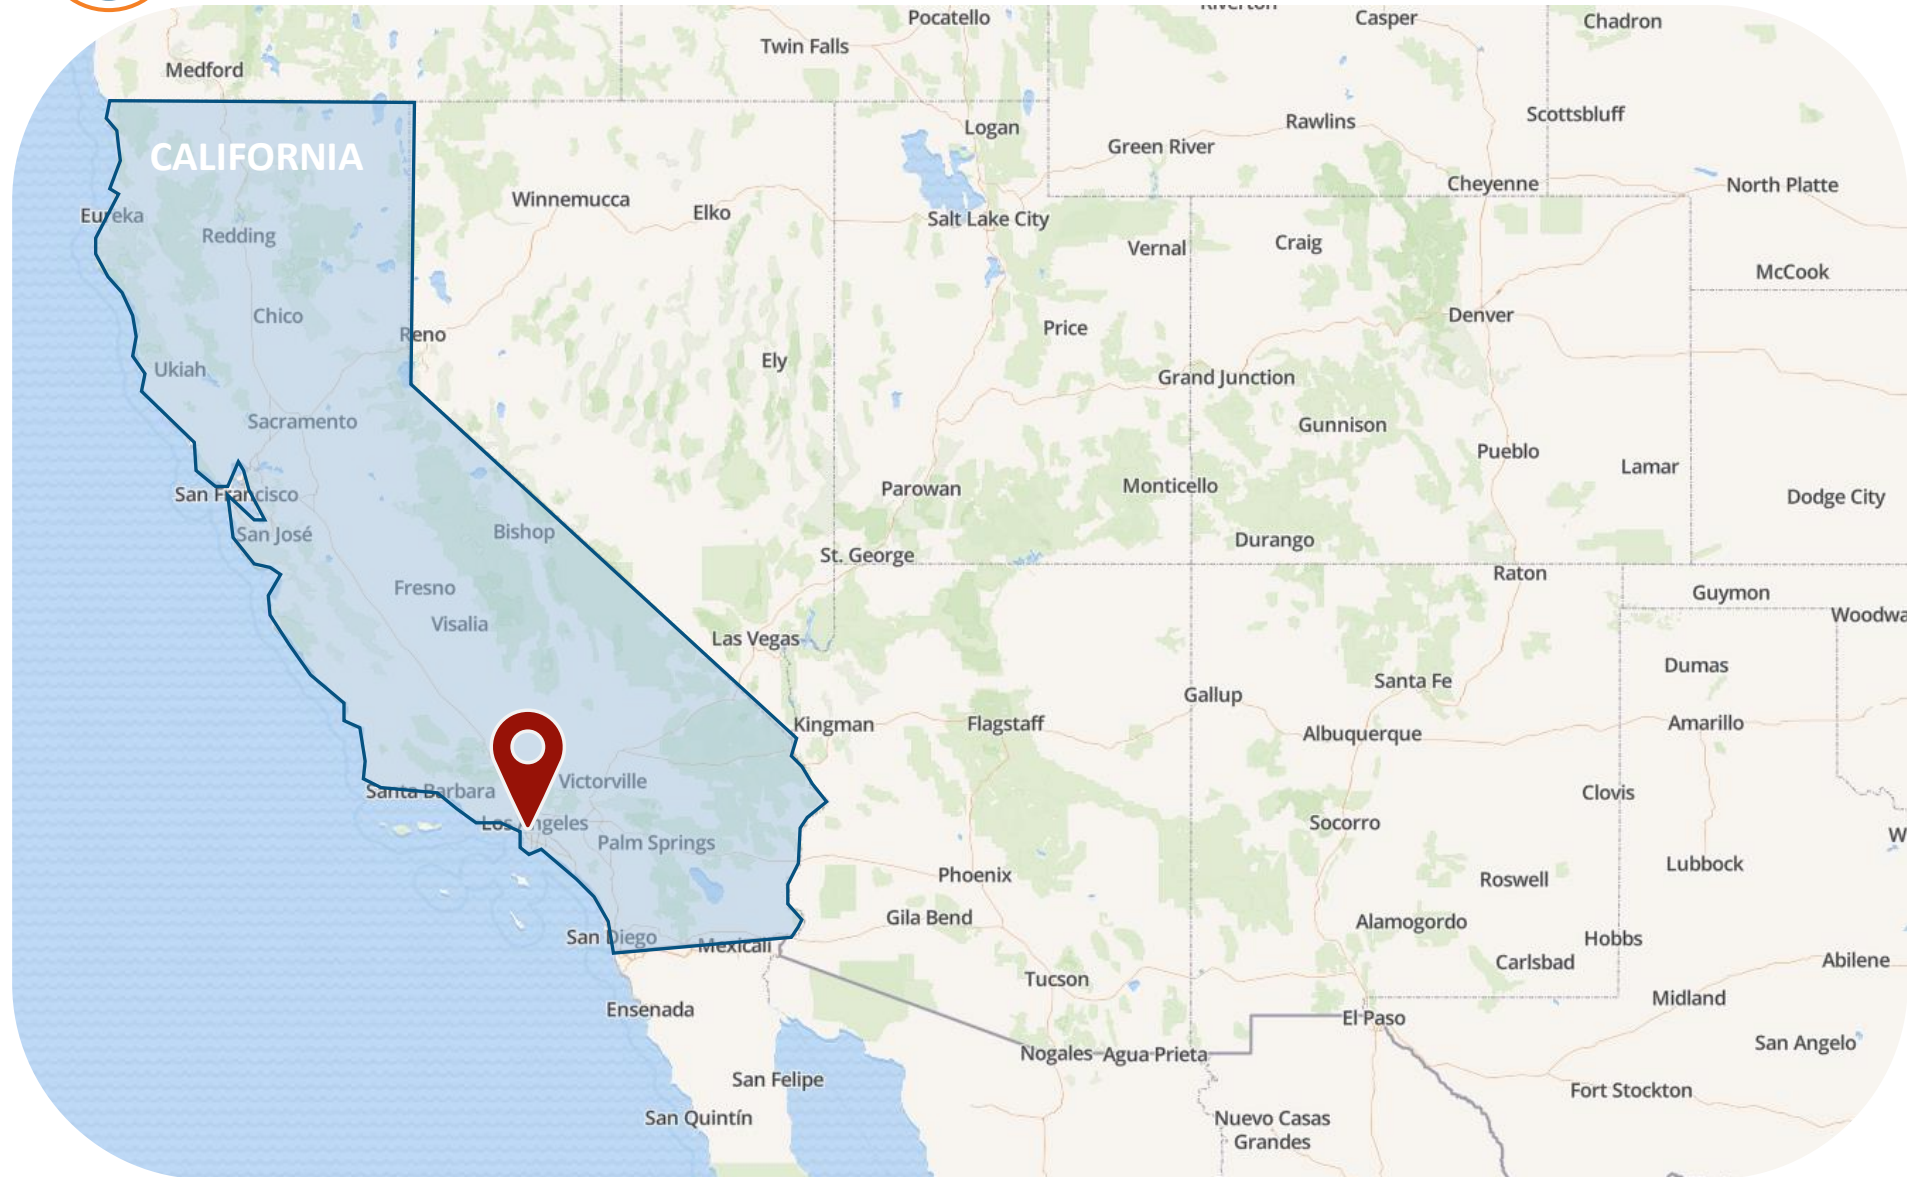 Riverton
Pocatello
Casper
Chadron
Twin Falls
Medford
Scottsbluff
Rawlins
Logan
Green River
CALIFORNIA
Cheyenne
North Platte
Winnemucca
Elko
Eureka
Salt Lake City
Redding
Craig
Vernal
McCook
Chico
Denver
Price
Reno
Ely
Ukiah
Grand Junction
Sacramento
Gunnison
Pueblo
Lamar
Monticello
Parowan
San Francisco
Dodge City
Bishop
San José
Durango
St. George
Raton
Fresno
Guymon
Woodwa
Visalia
Las Vegas
Dumas
Santa Fe
Gallup
Kingman
Flagstaff
Amarillo
Albuquerque
Victorville
Santa Barbara
Clovis
Los Angeles
Socorro
W
Palm Springs
Lubbock
Phoenix
Roswell
Gila Bend
Alamogordo
San Diego
Hobbs
Mexicali
Abilene
Carlsbad
Tucson
Midland
Ensenada
El Paso
San Angelo
Nogales
Agua Prieta
San Felipe
Fort Stockton
San Quintín
Nuevo Casas
Grandes